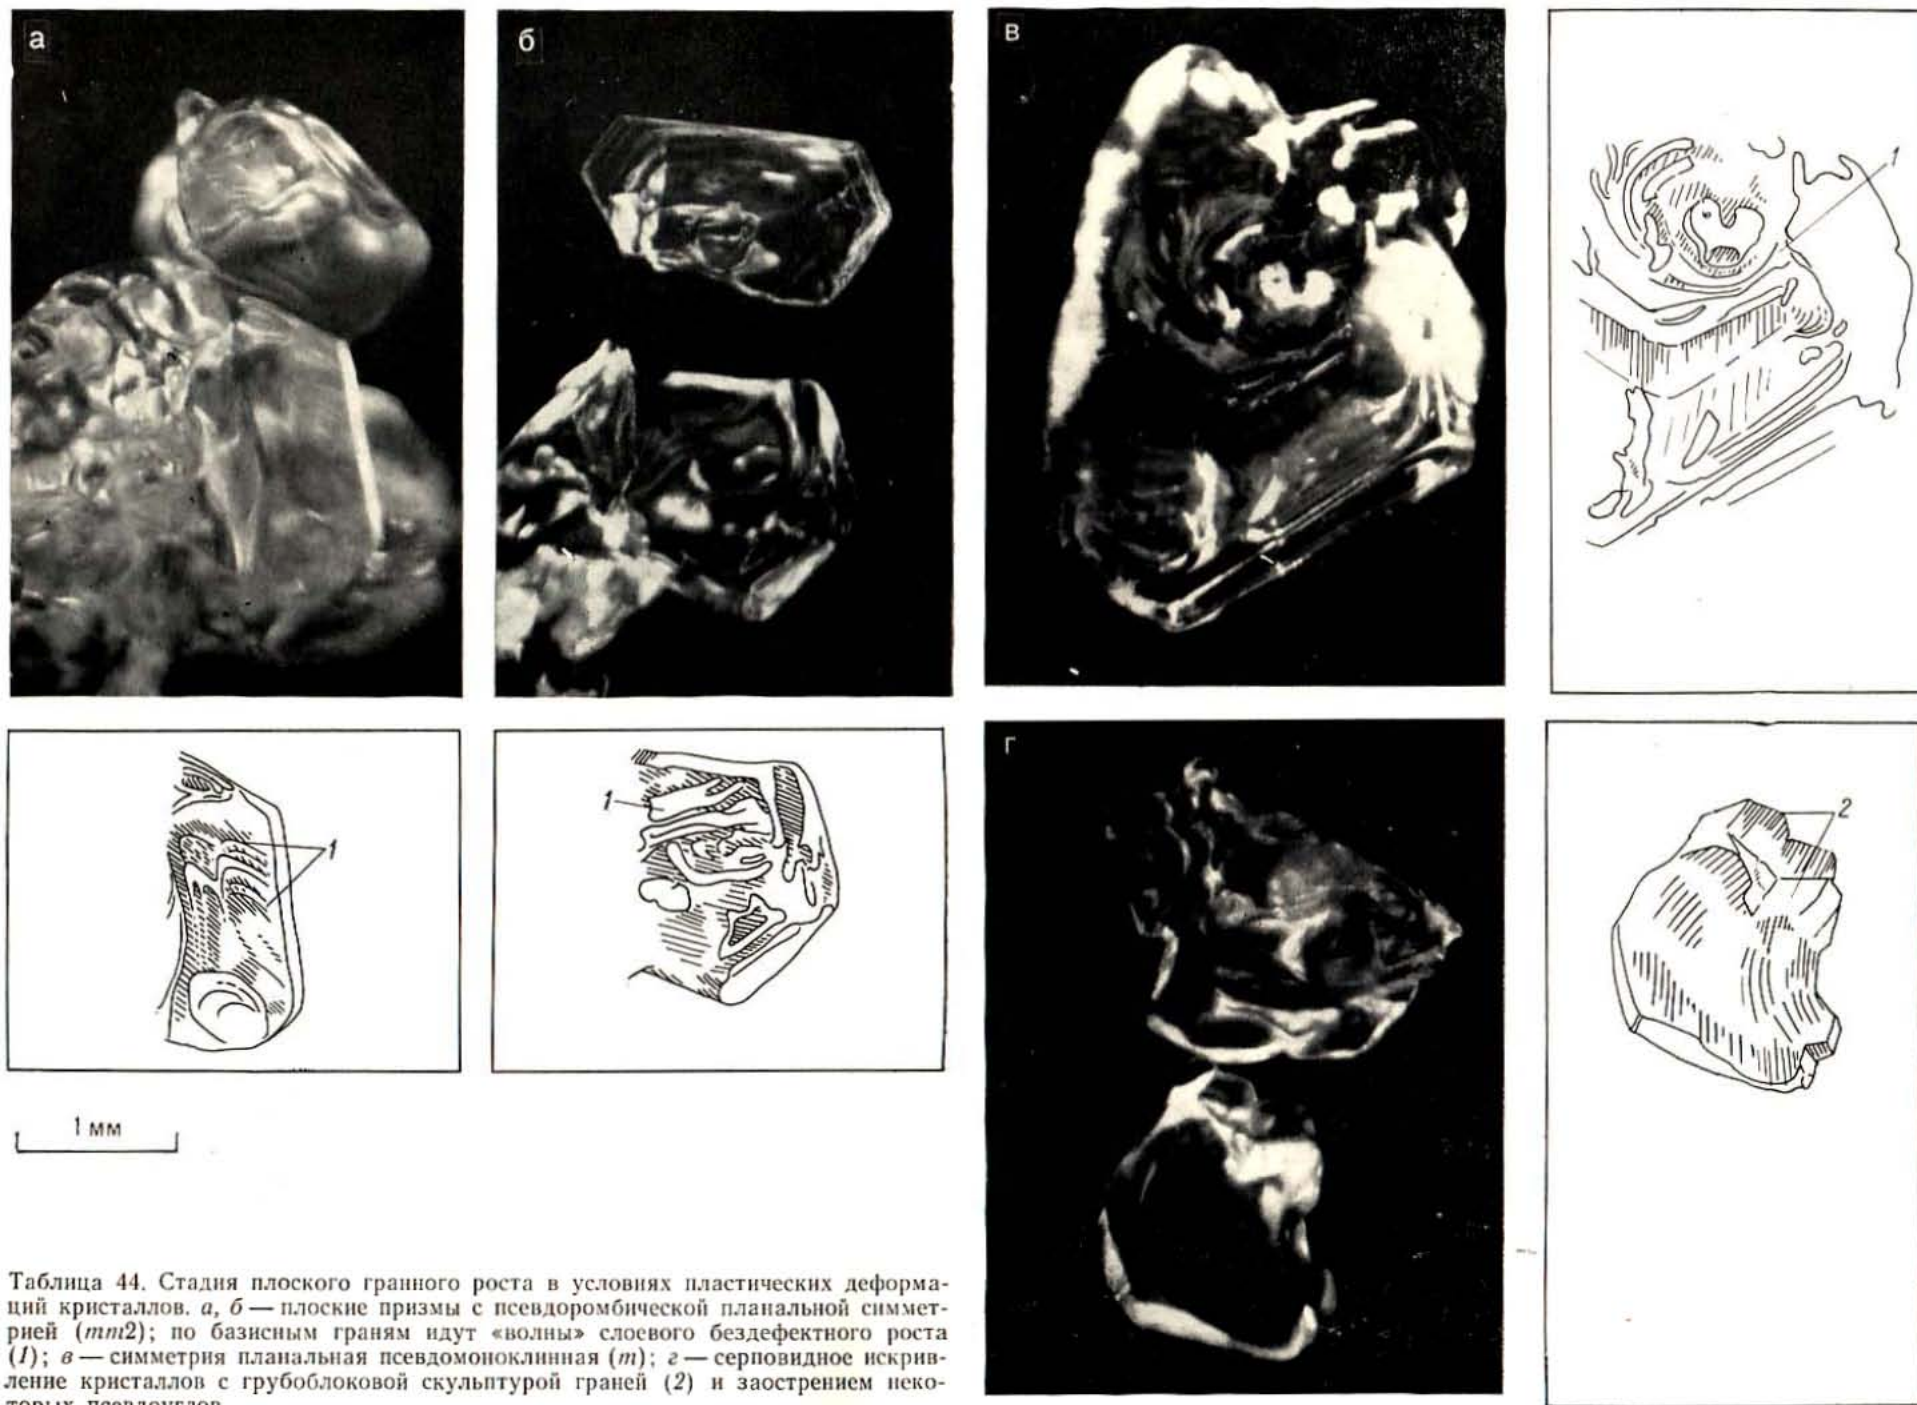 а
б
в
1
1
1
г
2
1 мм
Таблица 44. Стадия плоского гранного роста в условиях пластических деформа-
ций кристаллов. а, б — плоские призмы с псевдоромбической планальной симмет-
рией (mm2); по базисным граням идут «волны» слоевого бездефектного роста
(1); в — симметрия планальная псевдомоноклинная (m); г — серповидное искрив-
ление кристаллов с грубоблоковой скульптурой граней (2) и заострением неко-
торых псевдоуглов